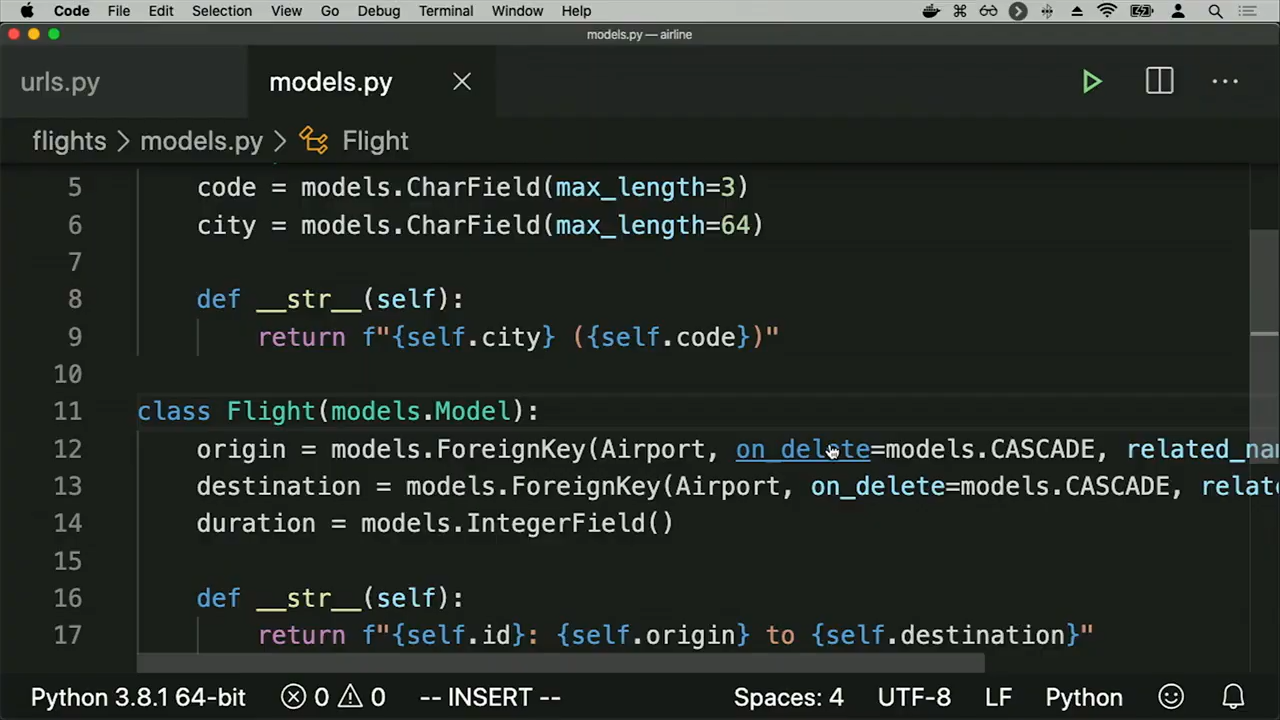 Code File Edit Selection View Go Debug Terminal Window Help
models.py — airline
urls.py models.py
flights > models.py > Flight
5 code = models.CharField(max_length=3)
6 city = models.CharField(max_length=64)
7
8 def __str__(self):
9 return f"{self.city} ({self.code})"
10
11 class Flight(models.Model):
12 origin = models.ForeignKey(Airport, on_delete=models.CASCADE, related_na
13 destination = models.ForeignKey(Airport, on_delete=models.CASCADE, relate
14 duration = models.IntegerField()
15
16 def __str__(self):
17 return f"{self.id}: {self.origin} to {self.destination}"
Python 3.8.1 64-bit 0 0 -- INSERT -- Spaces: 4 UTF-8 LF Python